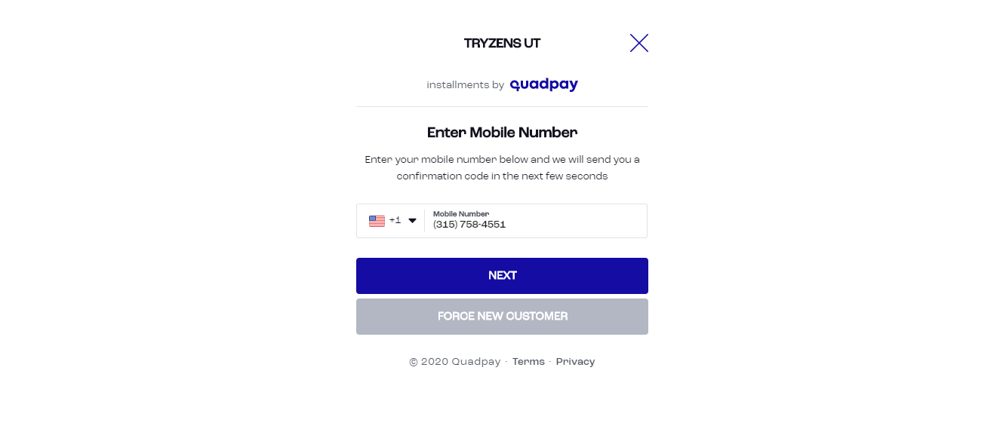 TRYZENS UT
installments by quadpay
Enter Mobile Number
Enter your mobile number below and we will send you a
confirmation code in the next few seconds
+1
Mobile Number
(315) 758-4551
NEXT
FORCE NEW CUSTOMER
© 2020 Quadpay · Terms · Privacy